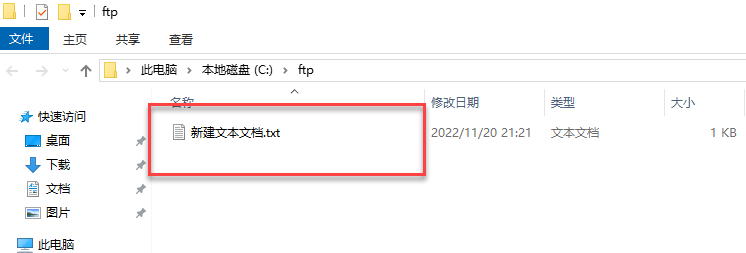 ftp
文件 主页 共享 查看
此电脑 本地磁盘 (C:) ftp
名称 修改日期 类型 大小
快速访问
新建文本文档.txt 2022/11/20 21:21 文本文档 1 KB
桌面
下载
文档
图片
此电脑